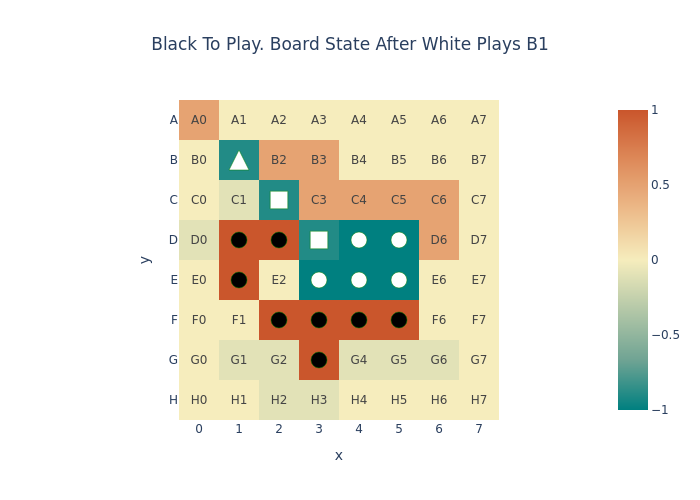 Black To Play. Board State After White Plays B1
A A0 A1 A2 A3 A4 A5 A6 A7
B B0 B2 B3 B4 B5 B6 B7
C C0 C1 C3 C4 C5 C6 C7
D D0 D6 D7
E E0 E2 E6 E7
F F0 F1 F6 F7
G G0 G1 G2 G4 G5 G6 G7
H H0 H1 H2 H3 H4 H5 H6 H7
0 1 2 3 4 5 6 7
x
y
1
0.5
0
−0.5
−1